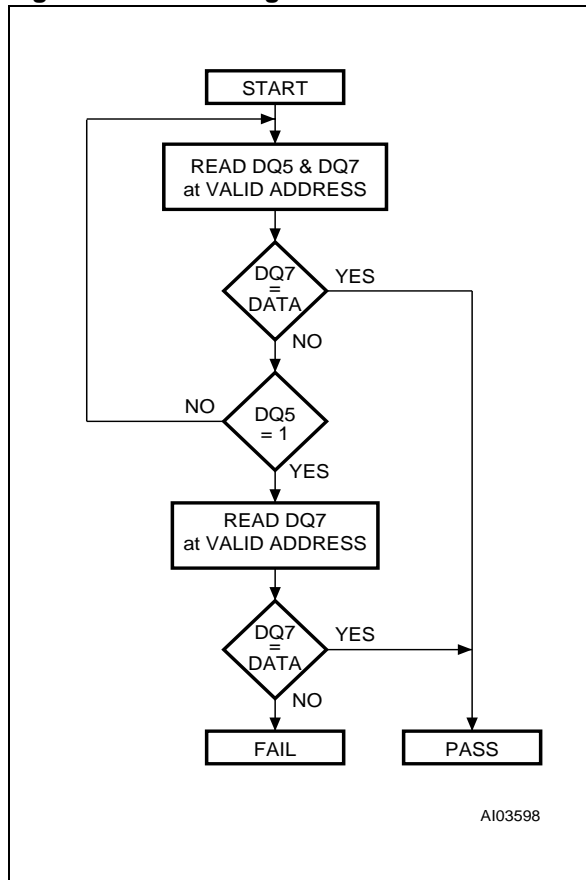 START
READ DQ5 & DQ7
at VALID ADDRESS
DQ7
=
DATA
YES
NO
DQ5
= 1
NO
YES
READ DQ7
at VALID ADDRESS
DQ7
=
DATA
YES
NO
FAIL
PASS
AI03598